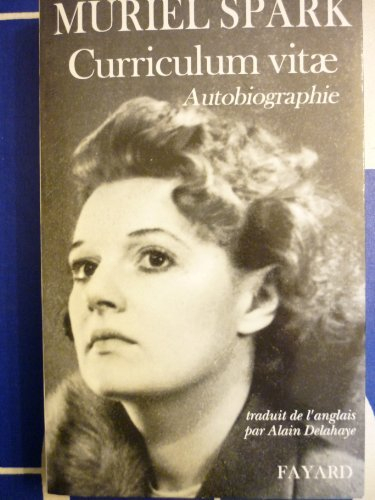 MURIEL SPARK
Curriculum vitæ
Autobiographie
traduit de l'anglais
par Alain Delahaye
FAYARD